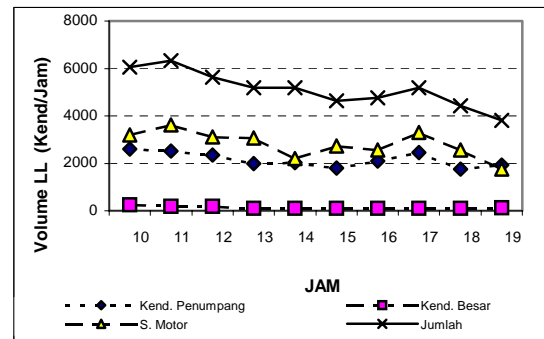 Volume LL (Kend/Jam)
8000
6000
4000
2000
0
10 11 12 13 14 15 16 17 18 19
JAM
Kend. Penumpang Kend. Besar
S. Motor Jumlah